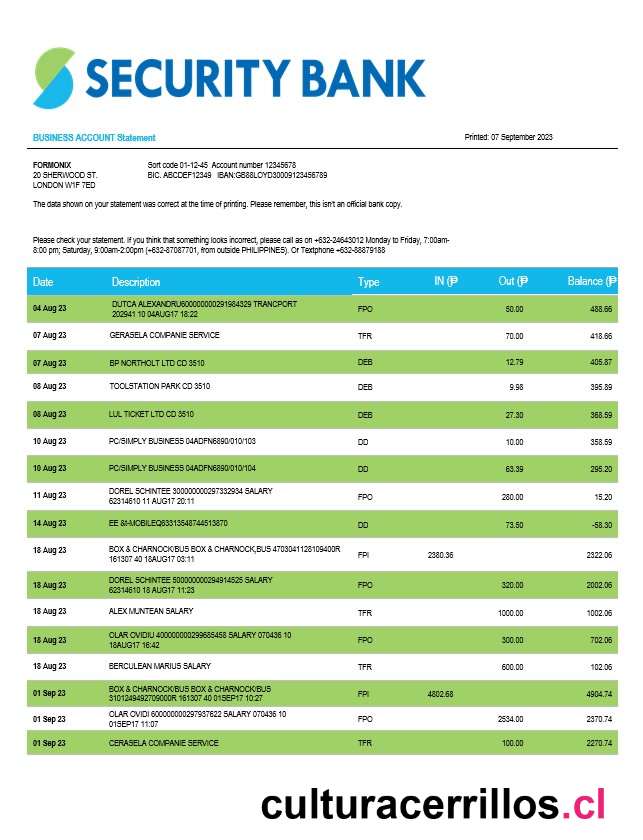 SECURITY BANK
BUSINESS ACCOUNT Statement Printed: 07 September 2023
FORMONIX Sort code 01-12-45 Account number 12345678
20 SHERWOOD ST. BIC. ABCDEF12349 IBAN:GB88LOYD30009123456789
LONDON W1F 7ED
The data shown on your statement was correct at the time of printing. Please remember, this isn't an official bank copy.
Please check your statement. If you think that something looks incorrect, please call as on +632-24643012 Monday to Friday, 7:00am-
8:00 pm; Saturday, 9:00am-2:00pm (+632-87087701, from outside PHILIPPINES). Or Textphone +632-88879188
Date Description Type IN (₱ Out (₱ Balance (₱
04 Aug 23 DUTCA ALEXANDRU600000000291984329 TRANCPORT FPO 50.00 488.66
202941 10 04AUG17 18:22
07 Aug 23 GERASELA COMPANIE SERVICE TFR 70.00 418.66
07 Aug 23 BP NORTHOLT LTD CD 3510 DEB 12.79 405.87
08 Aug 23 TOOLSTATION PARK CD 3510 DEB 9.98 395.89
08 Aug 23 LUL TICKET LTD CD 3510 DEB 27.30 368.59
10 Aug 23 PC/SIMPLY BUSINESS 04ADFN6890/010/103 DD 10.00 358.59
10 Aug 23 PC/SIMPLY BUSINESS 04ADFN6890/010/104 DD 63.39 295.20
11 Aug 23 DOREL SCHINTEE 300000000297332934 SALARY FPO 280.00 15.20
62314610 11 AUG17 20:11
14 Aug 23 EE &t-MOBILEQ63313548744513870 DD 73.50 -58.30
18 Aug 23 BOX & CHARNOCK/BUS BOX & CHARNOCK,BUS 4703041128109400R FPI 2380.36 2322.06
161307 40 18AUG17 03:11
18 Aug 23 DOREL SCHINTEE 500000000294914525 SALARY FPO 320.00 2002.06
62314610 18 AUG17 11:23
18 Aug 23 ALEX MUNTEAN SALARY TFR 1000.00 1002.06
18 Aug 23 OLAR OVIDIU 400000000299685458 SALARY 070436 10 FPO 300.00 702.06
18AUG17 16:42
18 Aug 23 BERCULEAN MARIUS SALARY TFR 600.00 102.06
01 Sep 23 BOX & CHARNOCK/BUS BOX & CHARNOCK/BUS FPI 4802.68 4904.74
3101249492709000R 161307 40 01SEP17 10:27
01 Sep 23 OLAR OVIDI 600000000297937622 SALARY 070436 10 FPO 2534.00 2370.74
01SEP17 11:07
01 Sep 23 CERASELA COMPANIE SERVICE TFR 100.00 2270.74
culturacerrillos.cl